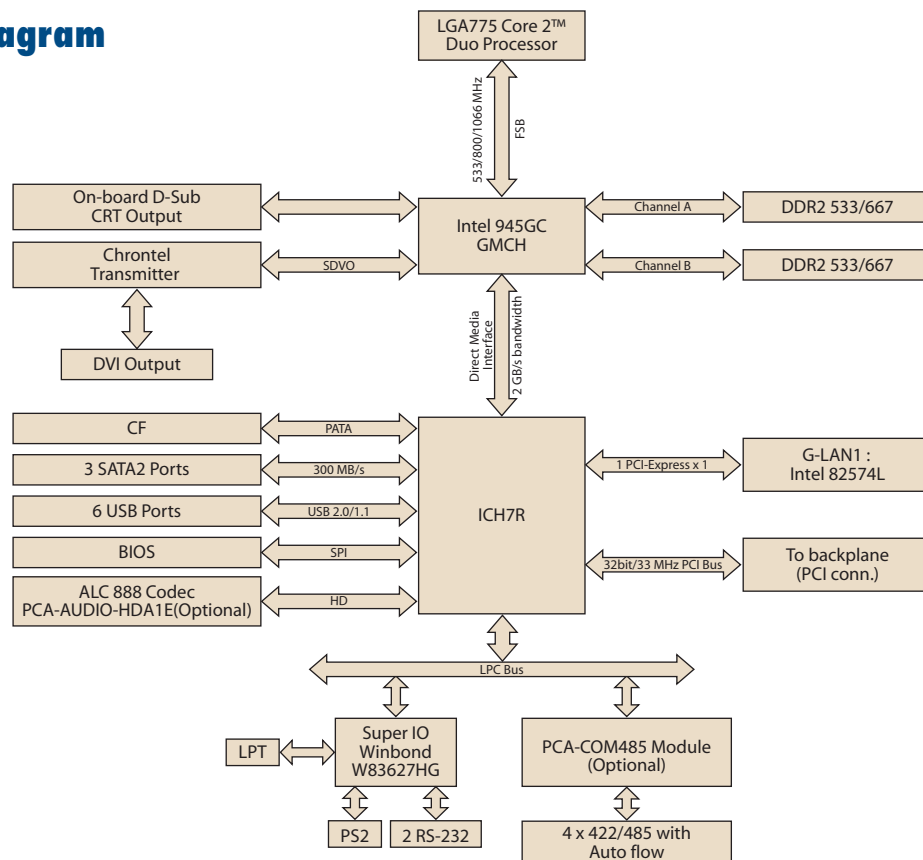 agram
LGA775 Core 2™
Duo Processor
533/800/1066 MHz
FSB
On-board D-Sub
CRT Output
Intel 945GC
GMCH
Channel A
DDR2 533/667
Chrontel
Transmitter
SDVO
Channel B
DDR2 533/667
DVI Output
Direct Media
Interface
2 GB/s bandwidth
CF
PATA
3 SATA2 Ports
300 MB/s
6 USB Ports
USB 2.0/1.1
BIOS
SPI
ALC 888 Codec
PCA-AUDIO-HDA1E(Optional)
HD
ICH7R
1 PCI-Express x 1
G-LAN1 :
Intel 82574L
32bit/33 MHz PCI Bus
To backplane
(PCI conn.)
LPC Bus
LPT
Super IO
Winbond
W83627HG
PCA-COM485 Module
(Optional)
PS2
2 RS-232
4 x 422/485 with
Auto flow